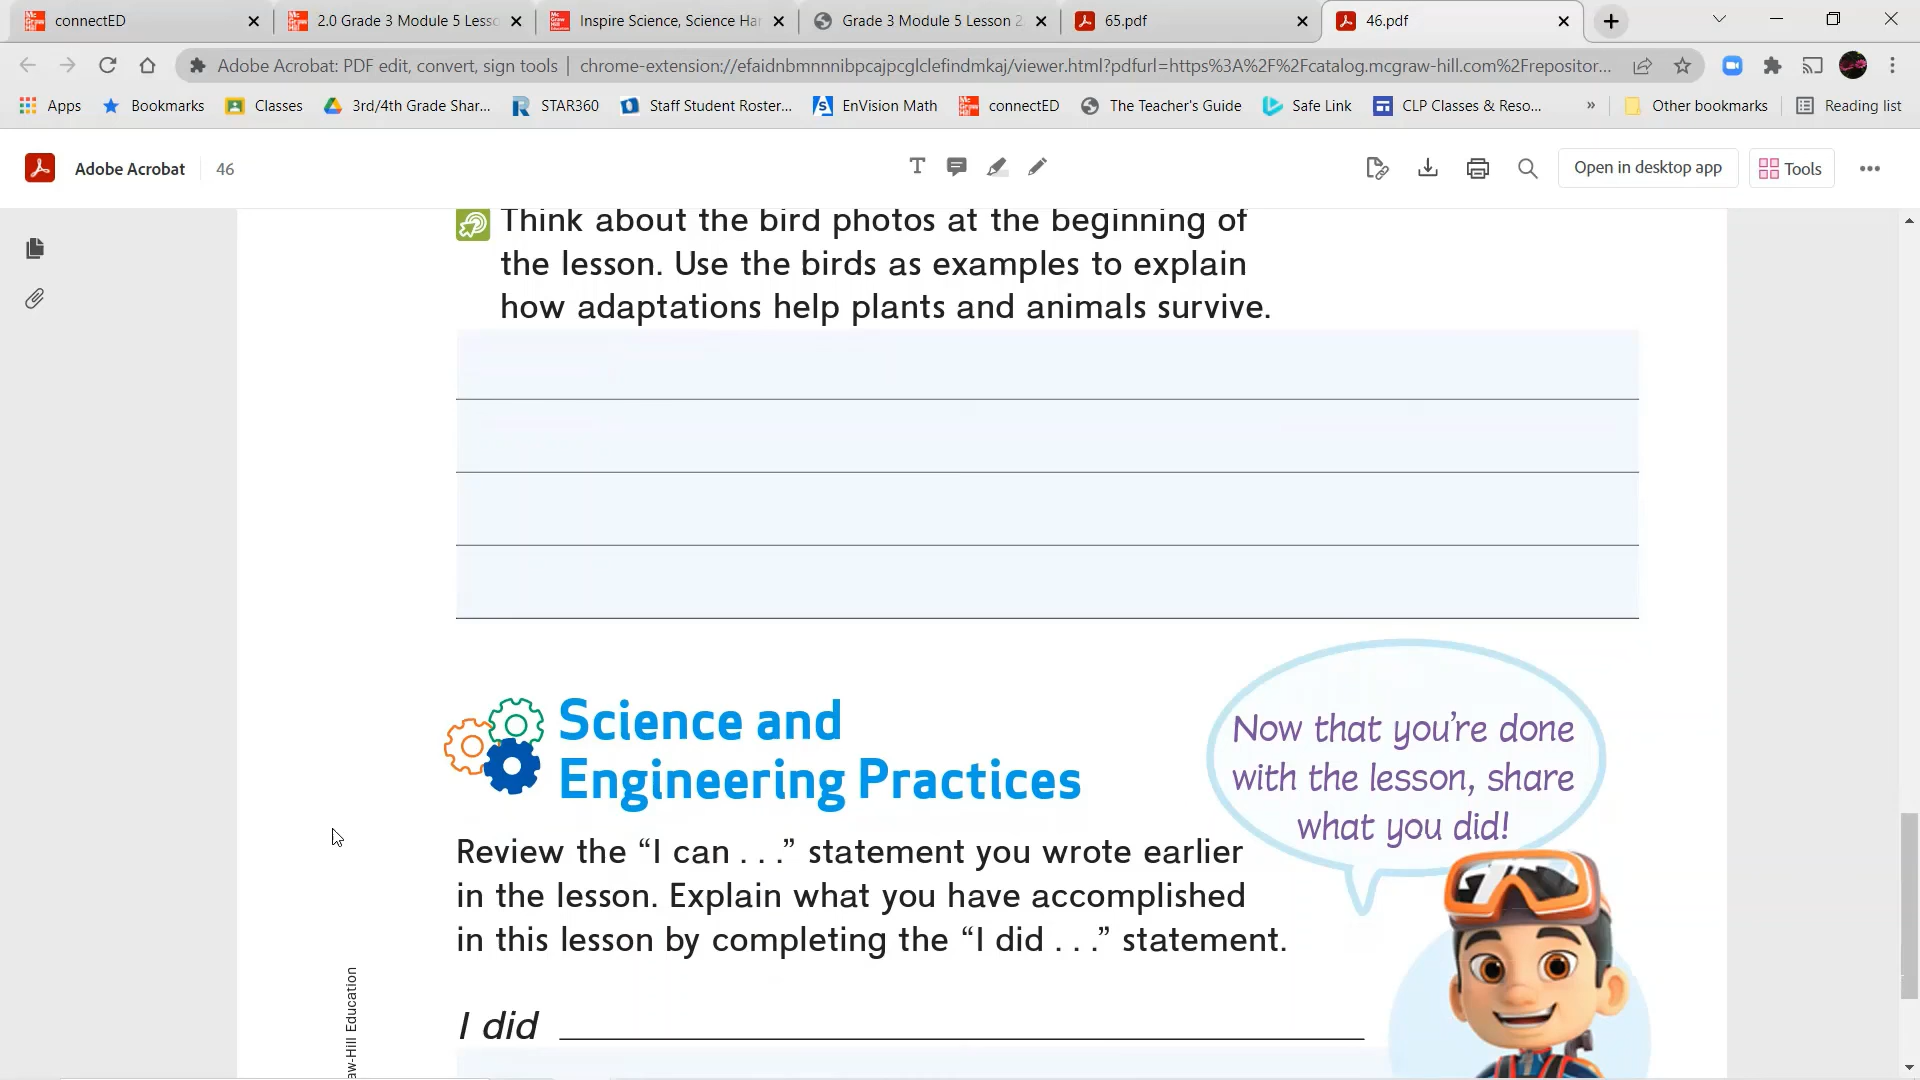 connectED
2.0 Grade 3 Module 5 Lesso
Inspire Science, Science Han
Grade 3 Module 5 Lesson 2
65.pdf
46.pdf
Adobe Acrobat: PDF edit, convert, sign tools | chrome-extension://efaidnbmnnnibpcajpcglclefindmkaj/viewer.html?pdfurl=https%3A%2F%2Fcatalog.mcgraw-hill.com%2Frepositor...
Apps
Bookmarks
Classes
3rd/4th Grade Shar...
STAR360
Staff Student Roster...
EnVision Math
connectED
The Teacher's Guide
Safe Link
CLP Classes & Reso...
»
Other bookmarks
Reading list
Adobe Acrobat
46
Open in desktop app
Tools
Think about the bird photos at the beginning of
the lesson. Use the birds as examples to explain
how adaptations help plants and animals survive.
Science and
Engineering Practices
Now that you're done
with the lesson, share
what you did!
Review the “I can . . .” statement you wrote earlier
in the lesson. Explain what you have accomplished
in this lesson by completing the “I did . . .” statement.
I did
aw-Hill Education